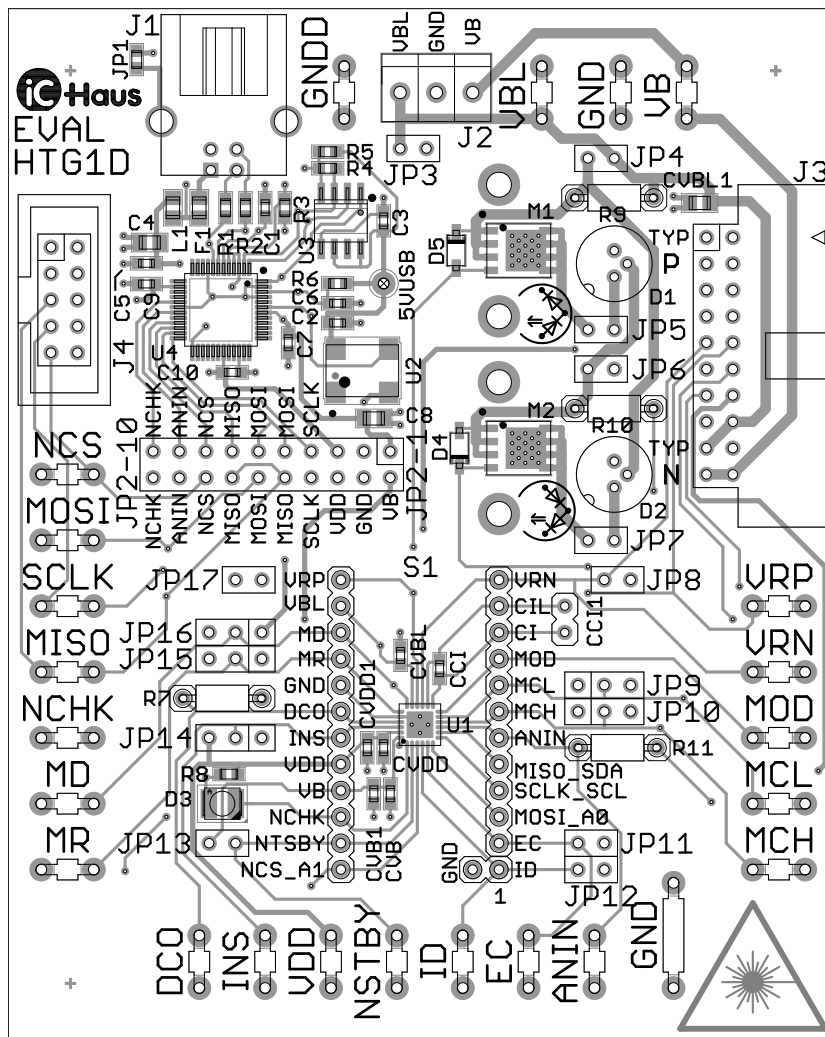 J1
JP1
iC Haus
EVAL
HTG1D
GNDD
VBL
GND
VB
J2
JP3
VBL
GND
VB
JP4
J3
CVBL1
R5
R4
R3
C3
U3
C4
L1
F1
RR1
R2
C1
C5
C9
R6
C6
C2
5VUSB
C7
U4
C10
U2
C8
J4
M1
D5
R9
TYP
P
D1
JP5
JP6
M2
D4
R10
TYP
N
D2
JP7
NCHK
ANIN
NCS
MISO
MOSI
MOSI
SCLK
JP2-10
JP2-1
NCHK
ANIN
NCS
MISO
MOSI
MISO
SCLK
VDD
GND
VB
NCS
MOSI
SCLK
MISO
NCHK
MD
MR
S1
JP17
JP16
JP15
R7
JP14
R8
D3
JP13
VRP
VBL
MD
MR
GND
DCO
INS
VDD
VB
NCHK
NTSBY
NCS_A1
CVBL
CCI
CVDD1
U1
CVDD
CVB1
CVB
VRN
CIL
CI
MOD
MCL
MCH
ANIN
MISO_SDA
SCLK_SCL
MOSI_A0
EC
ID
GND
1
CCI1
JP8
JP9
JP10
R11
JP11
JP12
VRP
VRN
MOD
MCL
MCH
DCO
INS
VDD
NSTBY
ID
EC
ANIN
GND